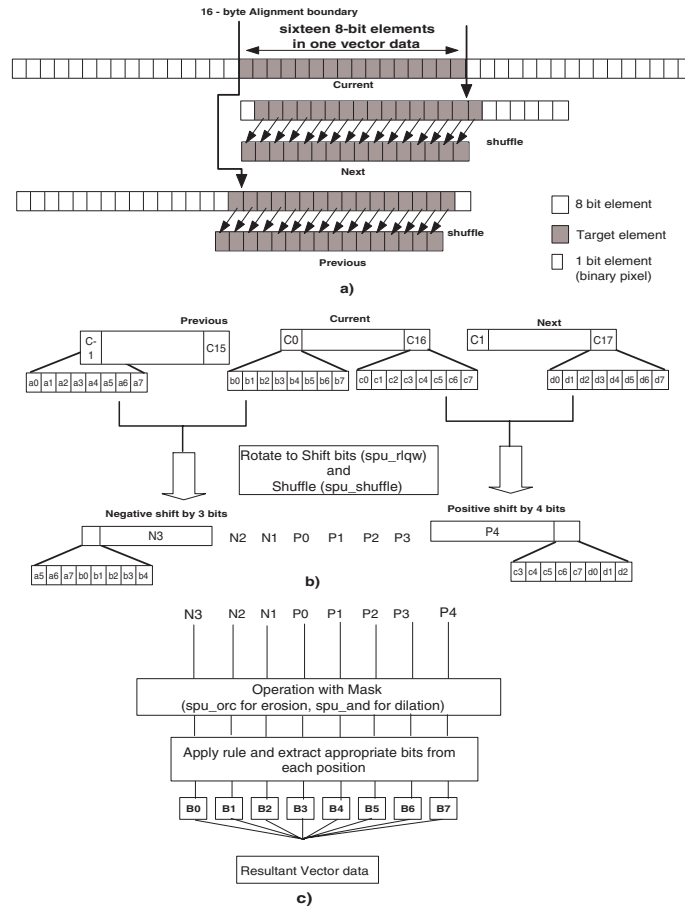 16 - byte Alignment boundary
sixteen 8-bit elements
in one vector data
Current
shuffle
Next
shuffle
Previous
8 bit element
Target element
1 bit element
(binary pixel)
a)
Previous
Current
Next
C-
1
C15
C0
C16
C1
C17
a0 a1 a2 a3 a4 a5 a6 a7
b0 b1 b2 b3 b4 b5 b6 b7
c0 c1 c2 c3 c4 c5 c6 c7
d0 d1 d2 d3 d4 d5 d6 d7
Rotate to Shift bits (spu_rlqw)
and
Shuffle (spu_shuffle)
Negative shift by 3 bits
Positive shift by 4 bits
N3
N2 N1 P0 P1 P2 P3
P4
a5 a6 a7 b0 b1 b2 b3 b4
c3 c4 c5 c6 c7 d0 d1 d2
b)
N3 N2 N1 P0 P1 P2 P3 P4
Operation with Mask
(spu_orc for erosion, spu_and for dilation)
Apply rule and extract appropriate bits from
each position
B0 B1 B2 B3 B4 B5 B6 B7
Resultant Vector data
c)